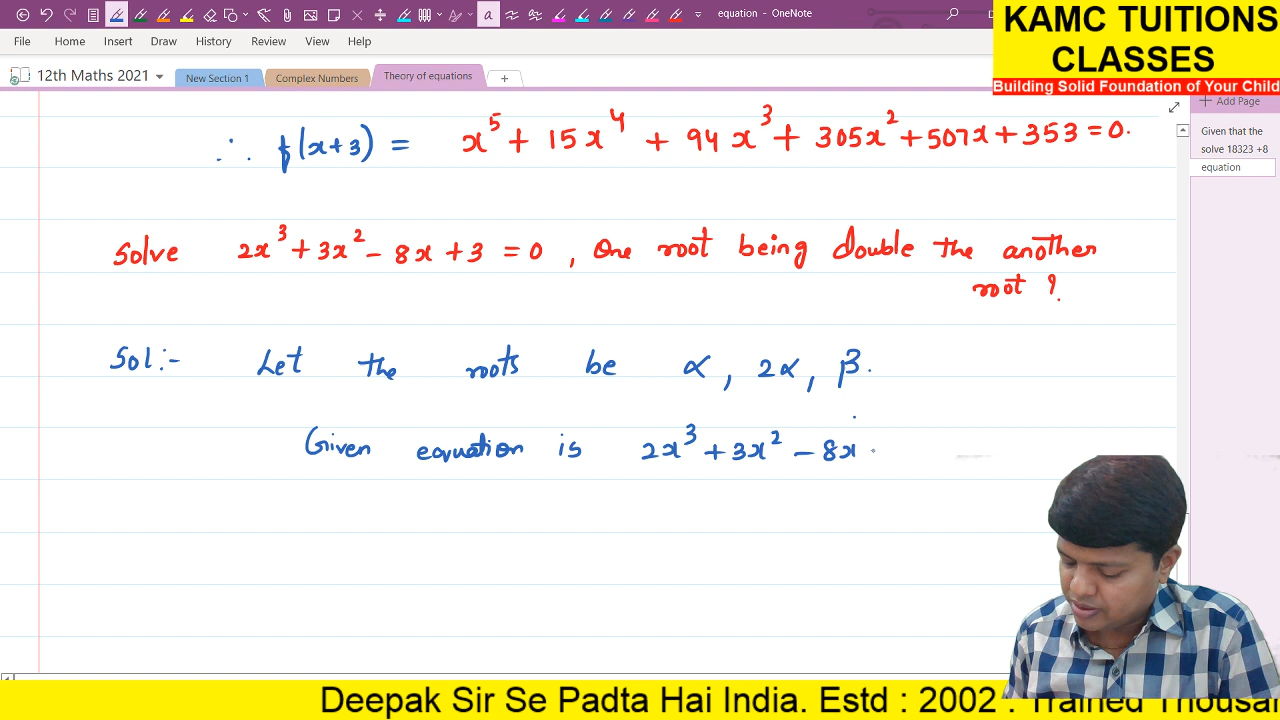 equation - OneNote
KAMC TUITIONS
CLASSES
Building Solid Foundation of Your Child
File Home Insert Draw History Review View Help
12th Maths 2021 New Section 1 Complex Numbers Theory of equations +
+ Add Page
Given that the
solve 18323 +8
equation
∴ f(x+3) = x⁵ + 15x⁴ + 94x³ + 305x² + 507x + 353 = 0.
Solve 2x³ + 3x² - 8x + 3 = 0, One root being double the another
root ?
Sol:- Let the roots be α, 2α, β.
Given equation is 2x³ + 3x² - 8x
Deepak Sir Se Padta Hai India. Estd : 2002 . Trained Thousa